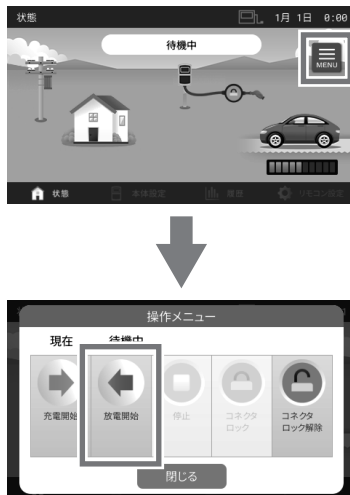 状態
1月 1日 0:00
待機中
MENU
状態
本体設定
履歴
リモコン設定
操作メニュー
現在 待機中
充電開始
放電開始
停止
コネクタ
ロック
コネクタ
ロック解除
閉じる